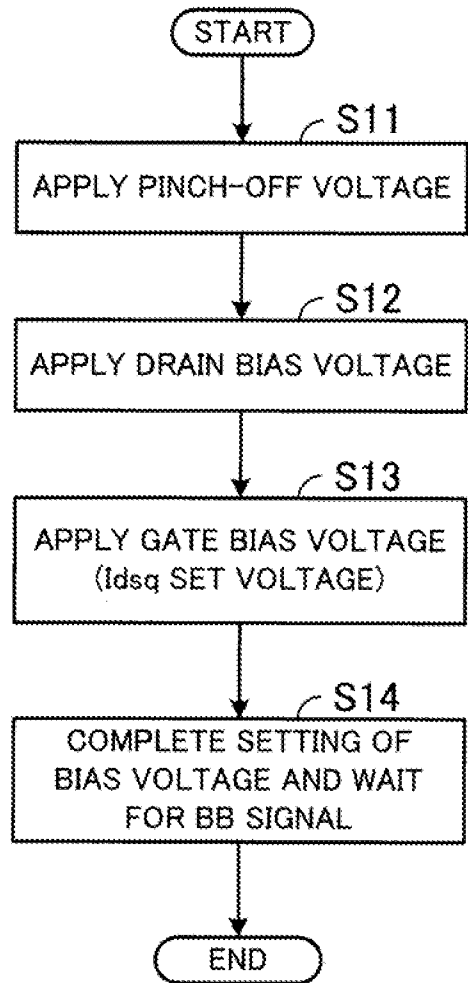 START
S11
APPLY PINCH-OFF VOLTAGE
S12
APPLY DRAIN BIAS VOLTAGE
S13
APPLY GATE BIAS VOLTAGE
(Idsq SET VOLTAGE)
S14
COMPLETE SETTING OF
BIAS VOLTAGE AND WAIT
FOR BB SIGNAL
END